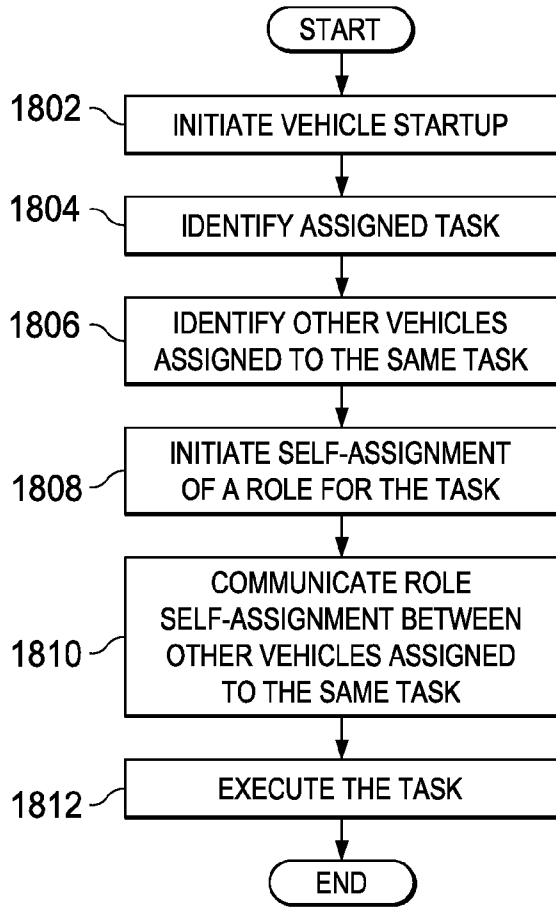 START
1802
INITIATE VEHICLE STARTUP
1804
IDENTIFY ASSIGNED TASK
1806
IDENTIFY OTHER VEHICLES
ASSIGNED TO THE SAME TASK
1808
INITIATE SELF-ASSIGNMENT
OF A ROLE FOR THE TASK
1810
COMMUNICATE ROLE
SELF-ASSIGNMENT BETWEEN
OTHER VEHICLES ASSIGNED
TO THE SAME TASK
1812
EXECUTE THE TASK
END